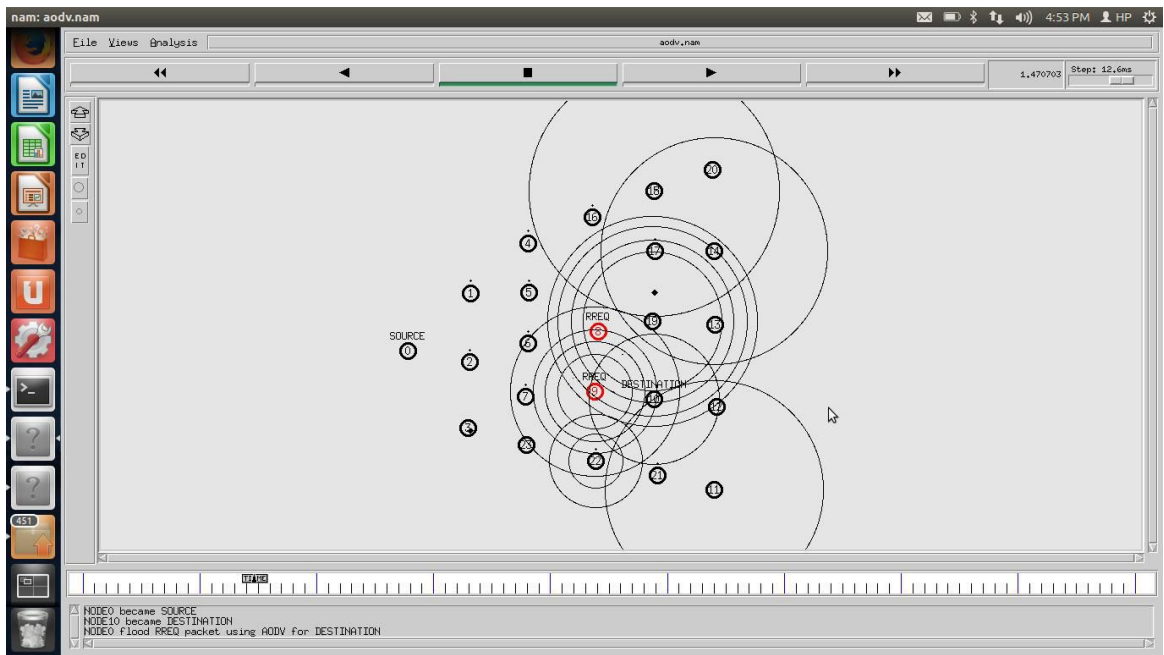 nam: aodv.nam
4:53 PM HP
File Views Analysis aodv.nam
1.470703 Step: 12.6ms
ED
IT
20
18
16
4
17 14
1 5
RREQ
8 19 13
SOURCE
0
6
2
RREQ
9
DESTINATION
10
7
12
3
23
22
21
11
451
TIME
NODE0 became SOURCE
NODE10 became DESTINATION
NODE0 flood RREQ packet using AODV for DESTINATION